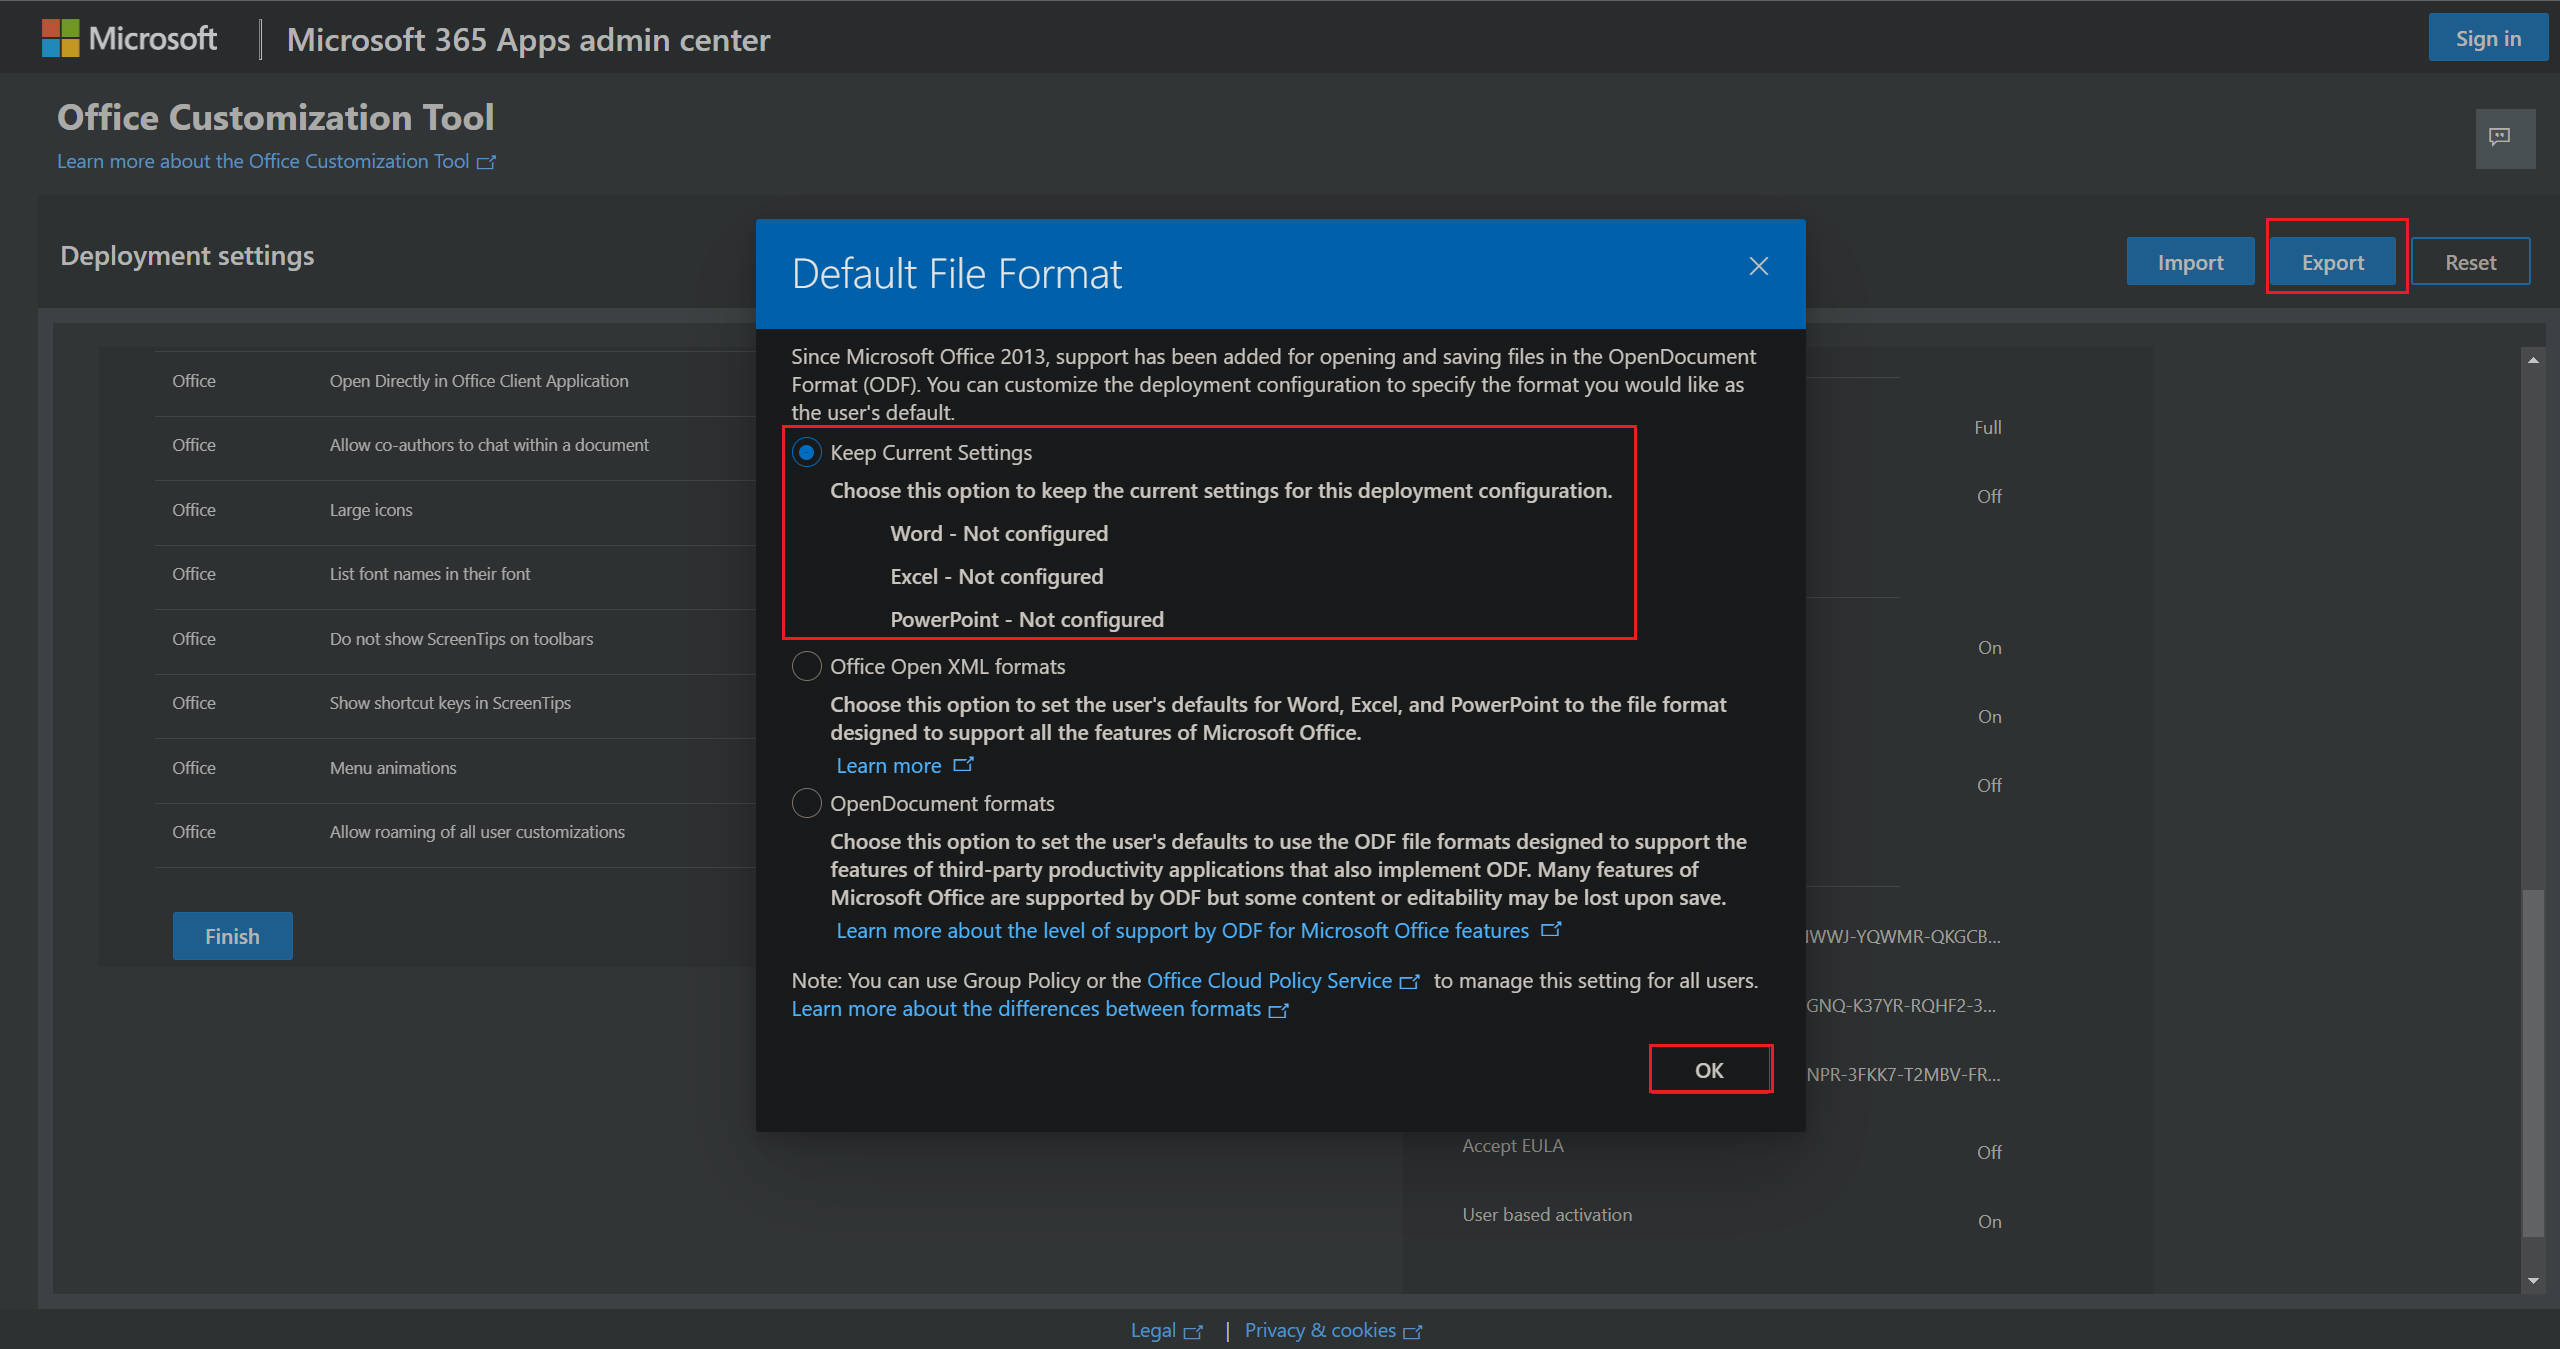 Microsoft
Microsoft 365 Apps admin center
Sign in
Office Customization Tool
Learn more about the Office Customization Tool
Deployment settings
Import
Export
Reset
Office
Open Directly in Office Client Application
Office
Allow co-authors to chat within a document
Office
Large icons
Office
List font names in their font
Office
Do not show ScreenTips on toolbars
Office
Show shortcut keys in ScreenTips
Office
Menu animations
Office
Allow roaming of all user customizations
Finish
Default File Format
Since Microsoft Office 2013, support has been added for opening and saving files in the OpenDocument
Format (ODF). You can customize the deployment configuration to specify the format you would like as
the user's default.
Keep Current Settings
Choose this option to keep the current settings for this deployment configuration.
Word - Not configured
Excel - Not configured
PowerPoint - Not configured
Office Open XML formats
Choose this option to set the user's defaults for Word, Excel, and PowerPoint to the file format
designed to support all the features of Microsoft Office.
Learn more
OpenDocument formats
Choose this option to set the user's defaults to use the ODF file formats designed to support the
features of third-party productivity applications that also implement ODF. Many features of
Microsoft Office are supported by ODF but some content or editability may be lost upon save.
Learn more about the level of support by ODF for Microsoft Office features
Note: You can use Group Policy or the Office Cloud Policy Service to manage this setting for all users.
Learn more about the differences between formats
OK
Full
Off
On
On
Off
WWJ-YQWMR-QKGCB...
GNQ-K37YR-RQHF2-3...
NPR-3FKK7-T2MBV-FR...
Accept EULA
Off
User based activation
On
Legal | Privacy & cookies